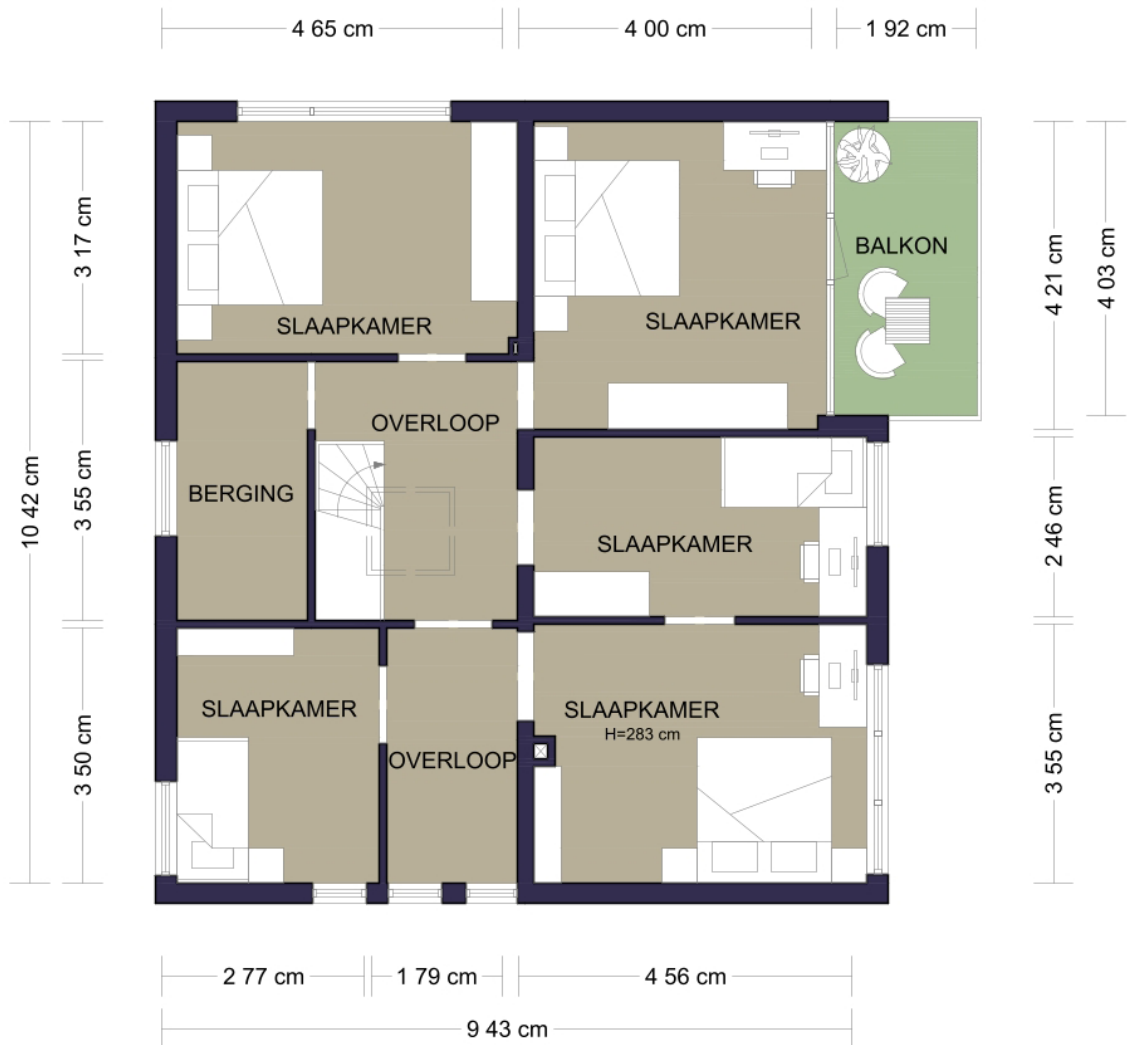 4 65 cm
4 00 cm
1 92 cm
3 17 cm
4 21 cm
4 03 cm
BALKON
SLAAPKAMER
SLAAPKAMER
OVERLOOP
10 42 cm
3 55 cm
BERGING
2 46 cm
SLAAPKAMER
SLAAPKAMER
SLAAPKAMER
H=283 cm
OVERLOOP
3 50 cm
3 55 cm
2 77 cm
1 79 cm
4 56 cm
9 43 cm